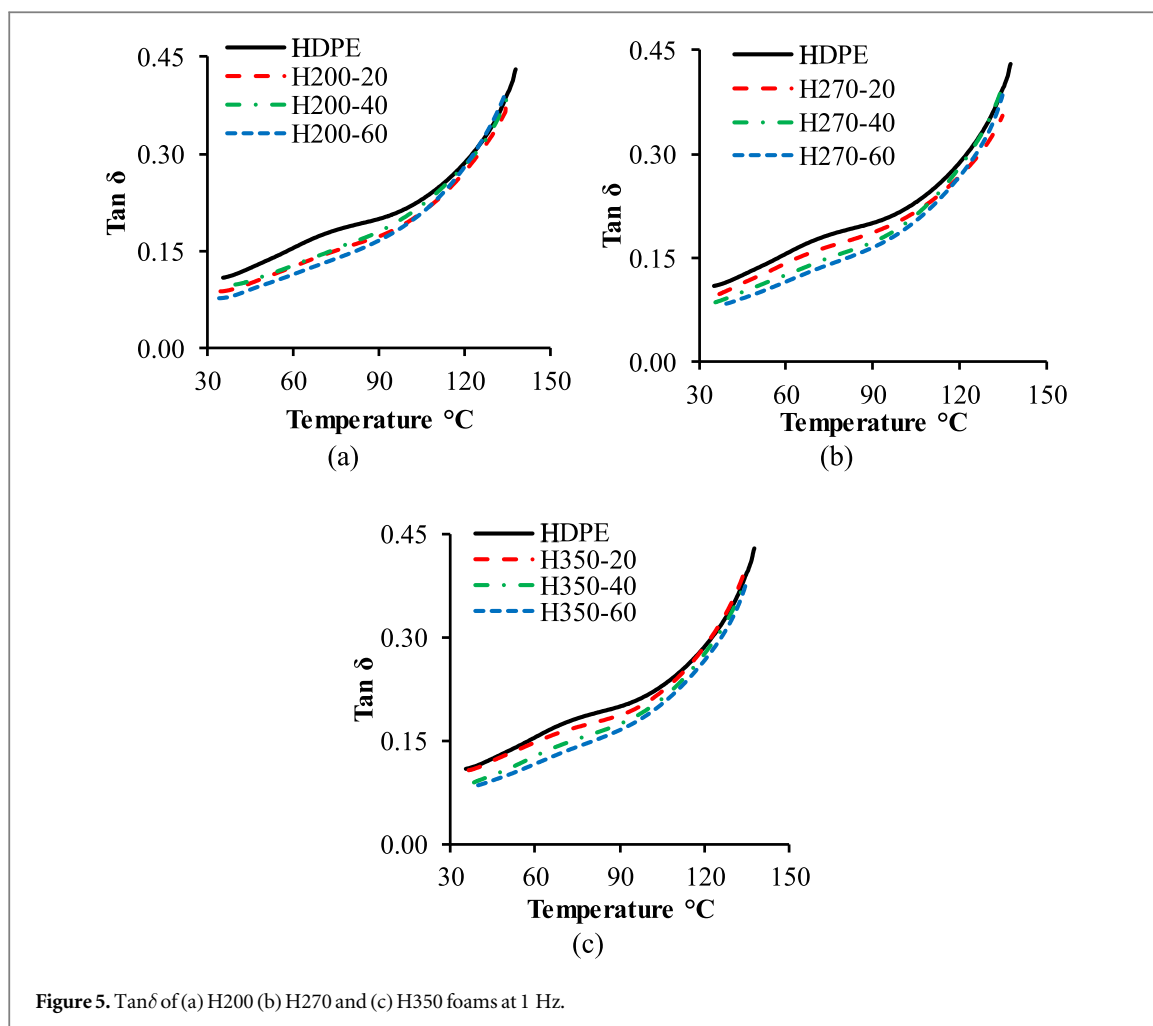 HDPE
H200-20
H200-40
H200-60
0.45
0.30
0.15
0.00
Tan δ
30 60 90 120 150
Temperature °C
(a)
HDPE
H270-20
H270-40
H270-60
0.45
0.30
0.15
0.00
Tan δ
30 60 90 120 150
Temperature °C
(b)
HDPE
H350-20
H350-40
H350-60
0.45
0.30
0.15
0.00
Tan δ
30 60 90 120 150
Temperature °C
(c)
Figure 5. Tanδ of (a) H200 (b) H270 and (c) H350 foams at 1 Hz.